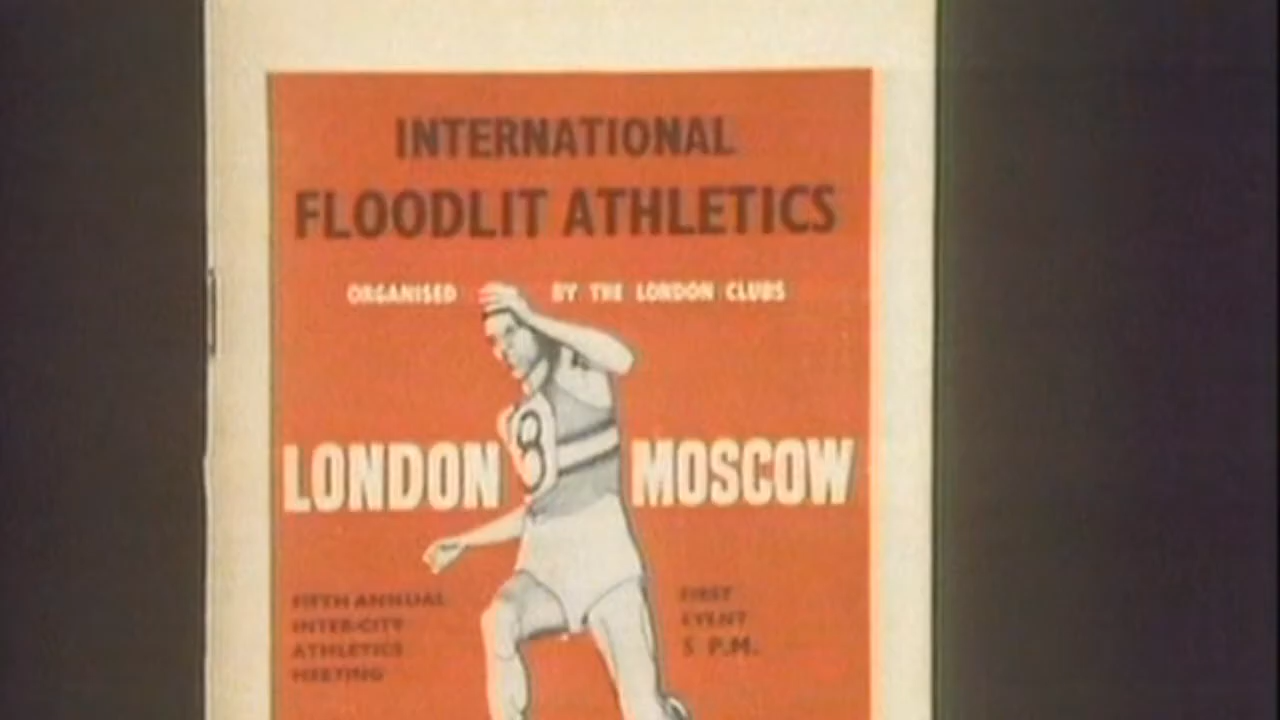 INTERNATIONAL
FLOODLIT ATHLETICS
ORGANISED BY THE LONDON CLUBS
8
LONDON MOSCOW
FIFTH ANNUAL
INTER-CITY
ATHLETICS
MEETING
FIRST
EVENT
5 P.M.